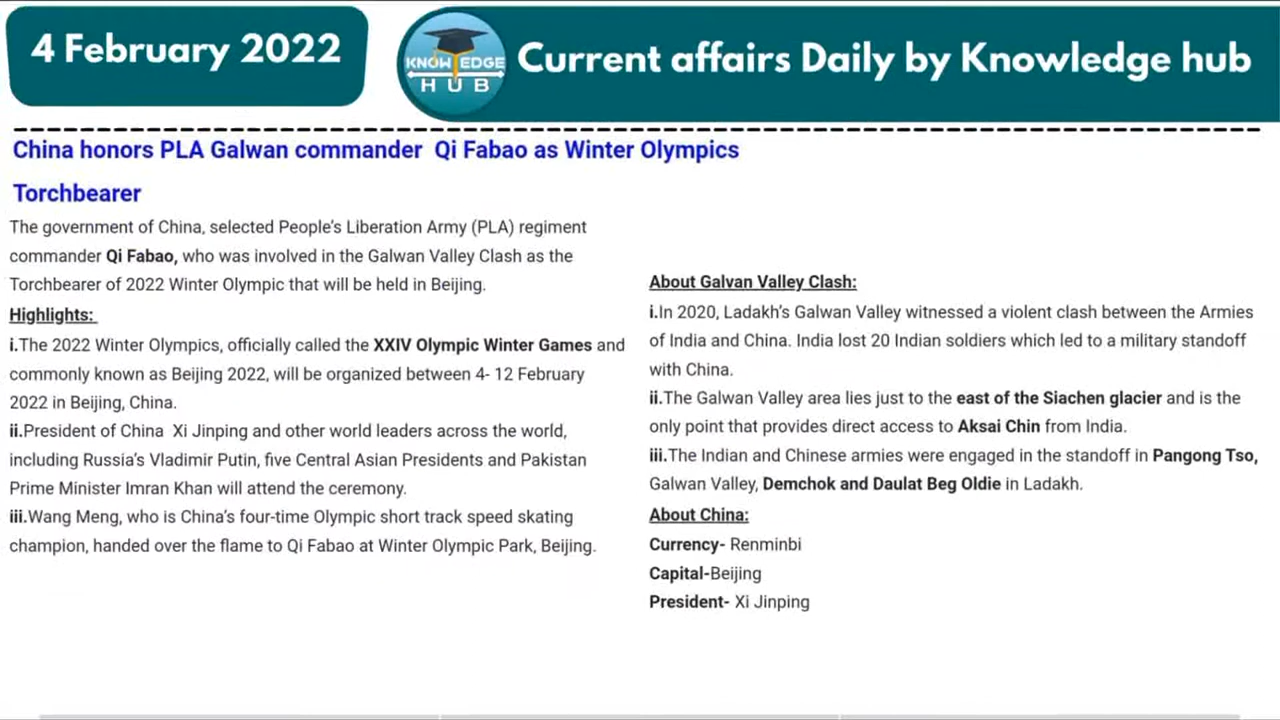 4 February 2022
KNOWLEDGE
HUB
Current affairs Daily by Knowledge hub
China honors PLA Galwan commander Qi Fabao as Winter Olympics
Torchbearer
The government of China, selected People's Liberation Army (PLA) regiment
commander Qi Fabao, who was involved in the Galwan Valley Clash as the
Torchbearer of 2022 Winter Olympic that will be held in Beijing.
Highlights:
i.The 2022 Winter Olympics, officially called the XXIV Olympic Winter Games and
commonly known as Beijing 2022, will be organized between 4- 12 February
2022 in Beijing, China.
ii.President of China Xi Jinping and other world leaders across the world,
including Russia's Vladimir Putin, five Central Asian Presidents and Pakistan
Prime Minister Imran Khan will attend the ceremony.
iii.Wang Meng, who is China's four-time Olympic short track speed skating
champion, handed over the flame to Qi Fabao at Winter Olympic Park, Beijing.
About Galvan Valley Clash:
i.In 2020, Ladakh's Galwan Valley witnessed a violent clash between the Armies
of India and China. India lost 20 Indian soldiers which led to a military standoff
with China.
ii.The Galwan Valley area lies just to the east of the Siachen glacier and is the
only point that provides direct access to Aksai Chin from India.
iii.The Indian and Chinese armies were engaged in the standoff in Pangong Tso,
Galwan Valley, Demchok and Daulat Beg Oldie in Ladakh.
About China:
Currency- Renminbi
Capital-Beijing
President- Xi Jinping